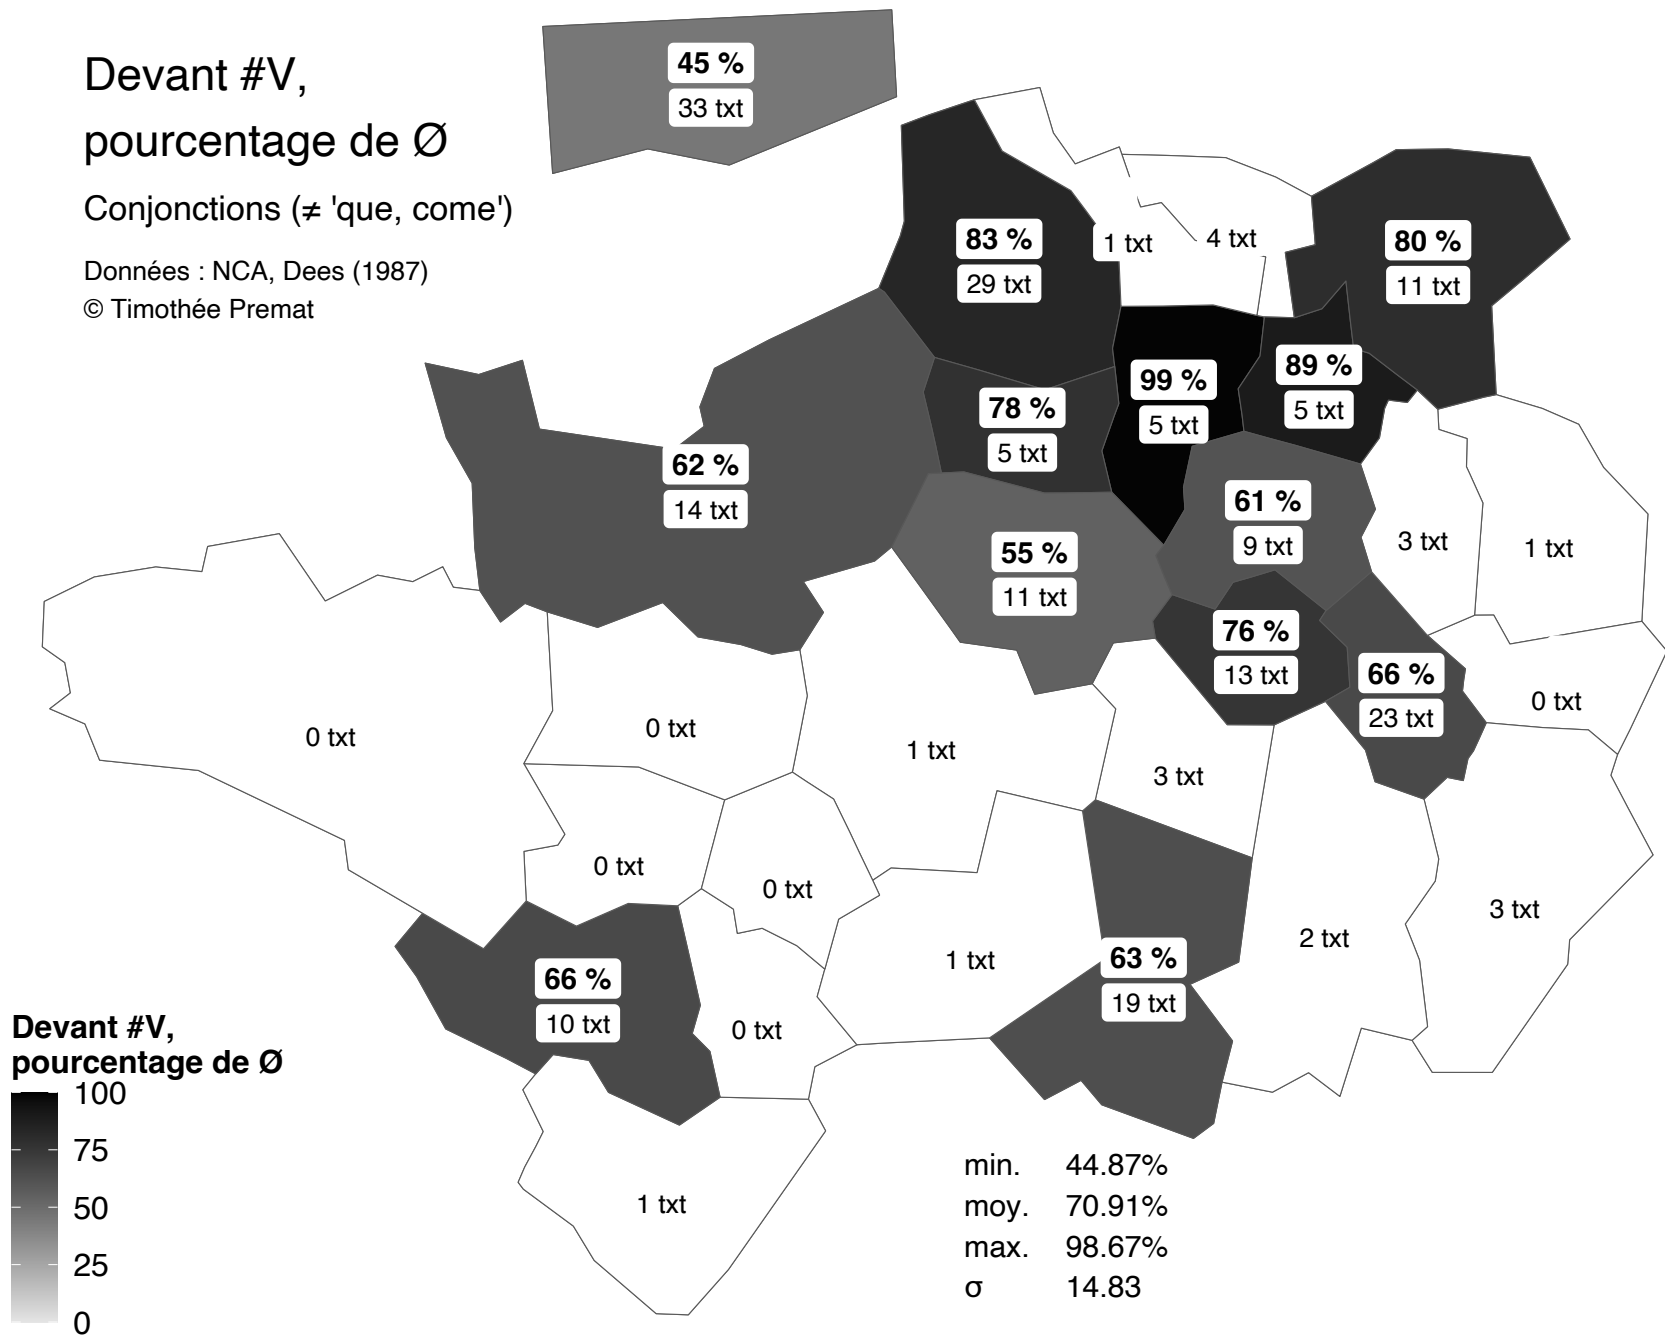 Devant #V,
pourcentage de Ø
Conjonctions (≠ 'que, come')
Données : NCA, Dees (1987)
© Timothée Premat
45 %
33 txt
83 %
29 txt
1 txt
4 txt
80 %
11 txt
78 %
5 txt
99 %
5 txt
89 %
5 txt
62 %
14 txt
55 %
11 txt
61 %
9 txt
3 txt
1 txt
76 %
13 txt
66 %
23 txt
0 txt
0 txt
0 txt
1 txt
3 txt
0 txt
0 txt
1 txt
63 %
19 txt
2 txt
3 txt
66 %
10 txt
0 txt
1 txt
Devant #V,
pourcentage de Ø
100
75
50
25
0
min. 44.87%
moy. 70.91%
max. 98.67%
σ 14.83